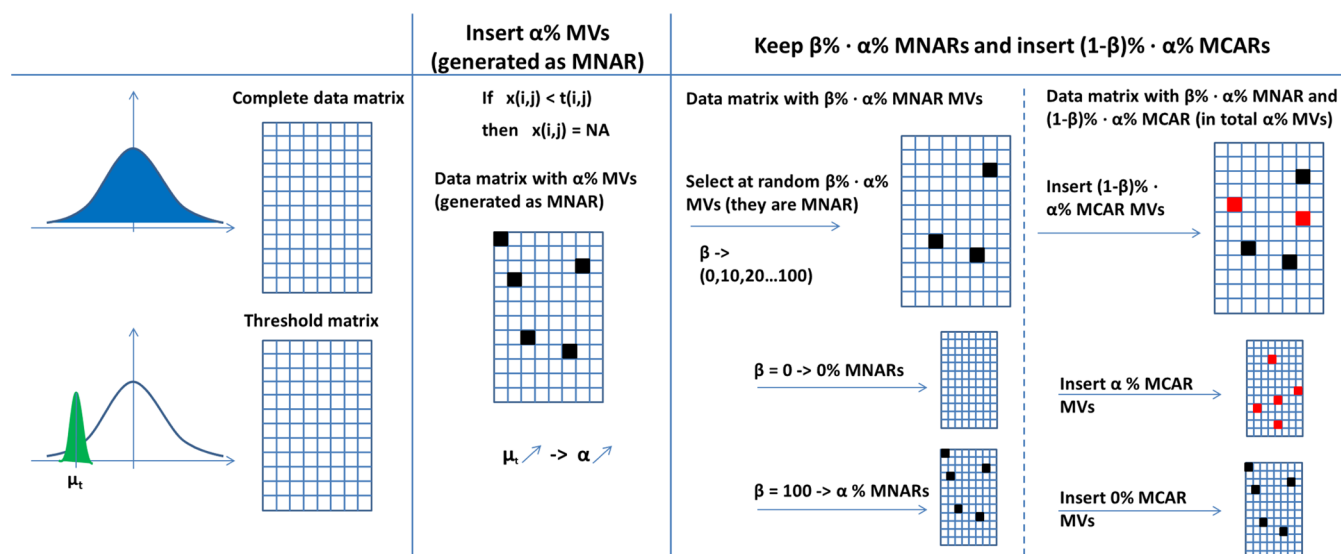 Insert α% MVs
(generated as MNAR)
Keep β% · α% MNARs and insert (1-β)% · α% MCARs
Complete data matrix
Threshold matrix
μt
If x(i,j) < t(i,j)
then x(i,j) = NA
Data matrix with α% MVs
(generated as MNAR)
μt -> α
Data matrix with β% · α% MNAR MVs
Select at random β% · α%
MVs (they are MNAR)
β ->
(0,10,20...100)
β = 0 -> 0% MNARs
β = 100 -> α % MNARs
Data matrix with β% · α% MNAR and
(1-β)% · α% MCAR (in total α% MVs)
Insert (1-β)% ·
α% MCAR MVs
Insert α % MCAR
MVs
Insert 0% MCAR
MVs